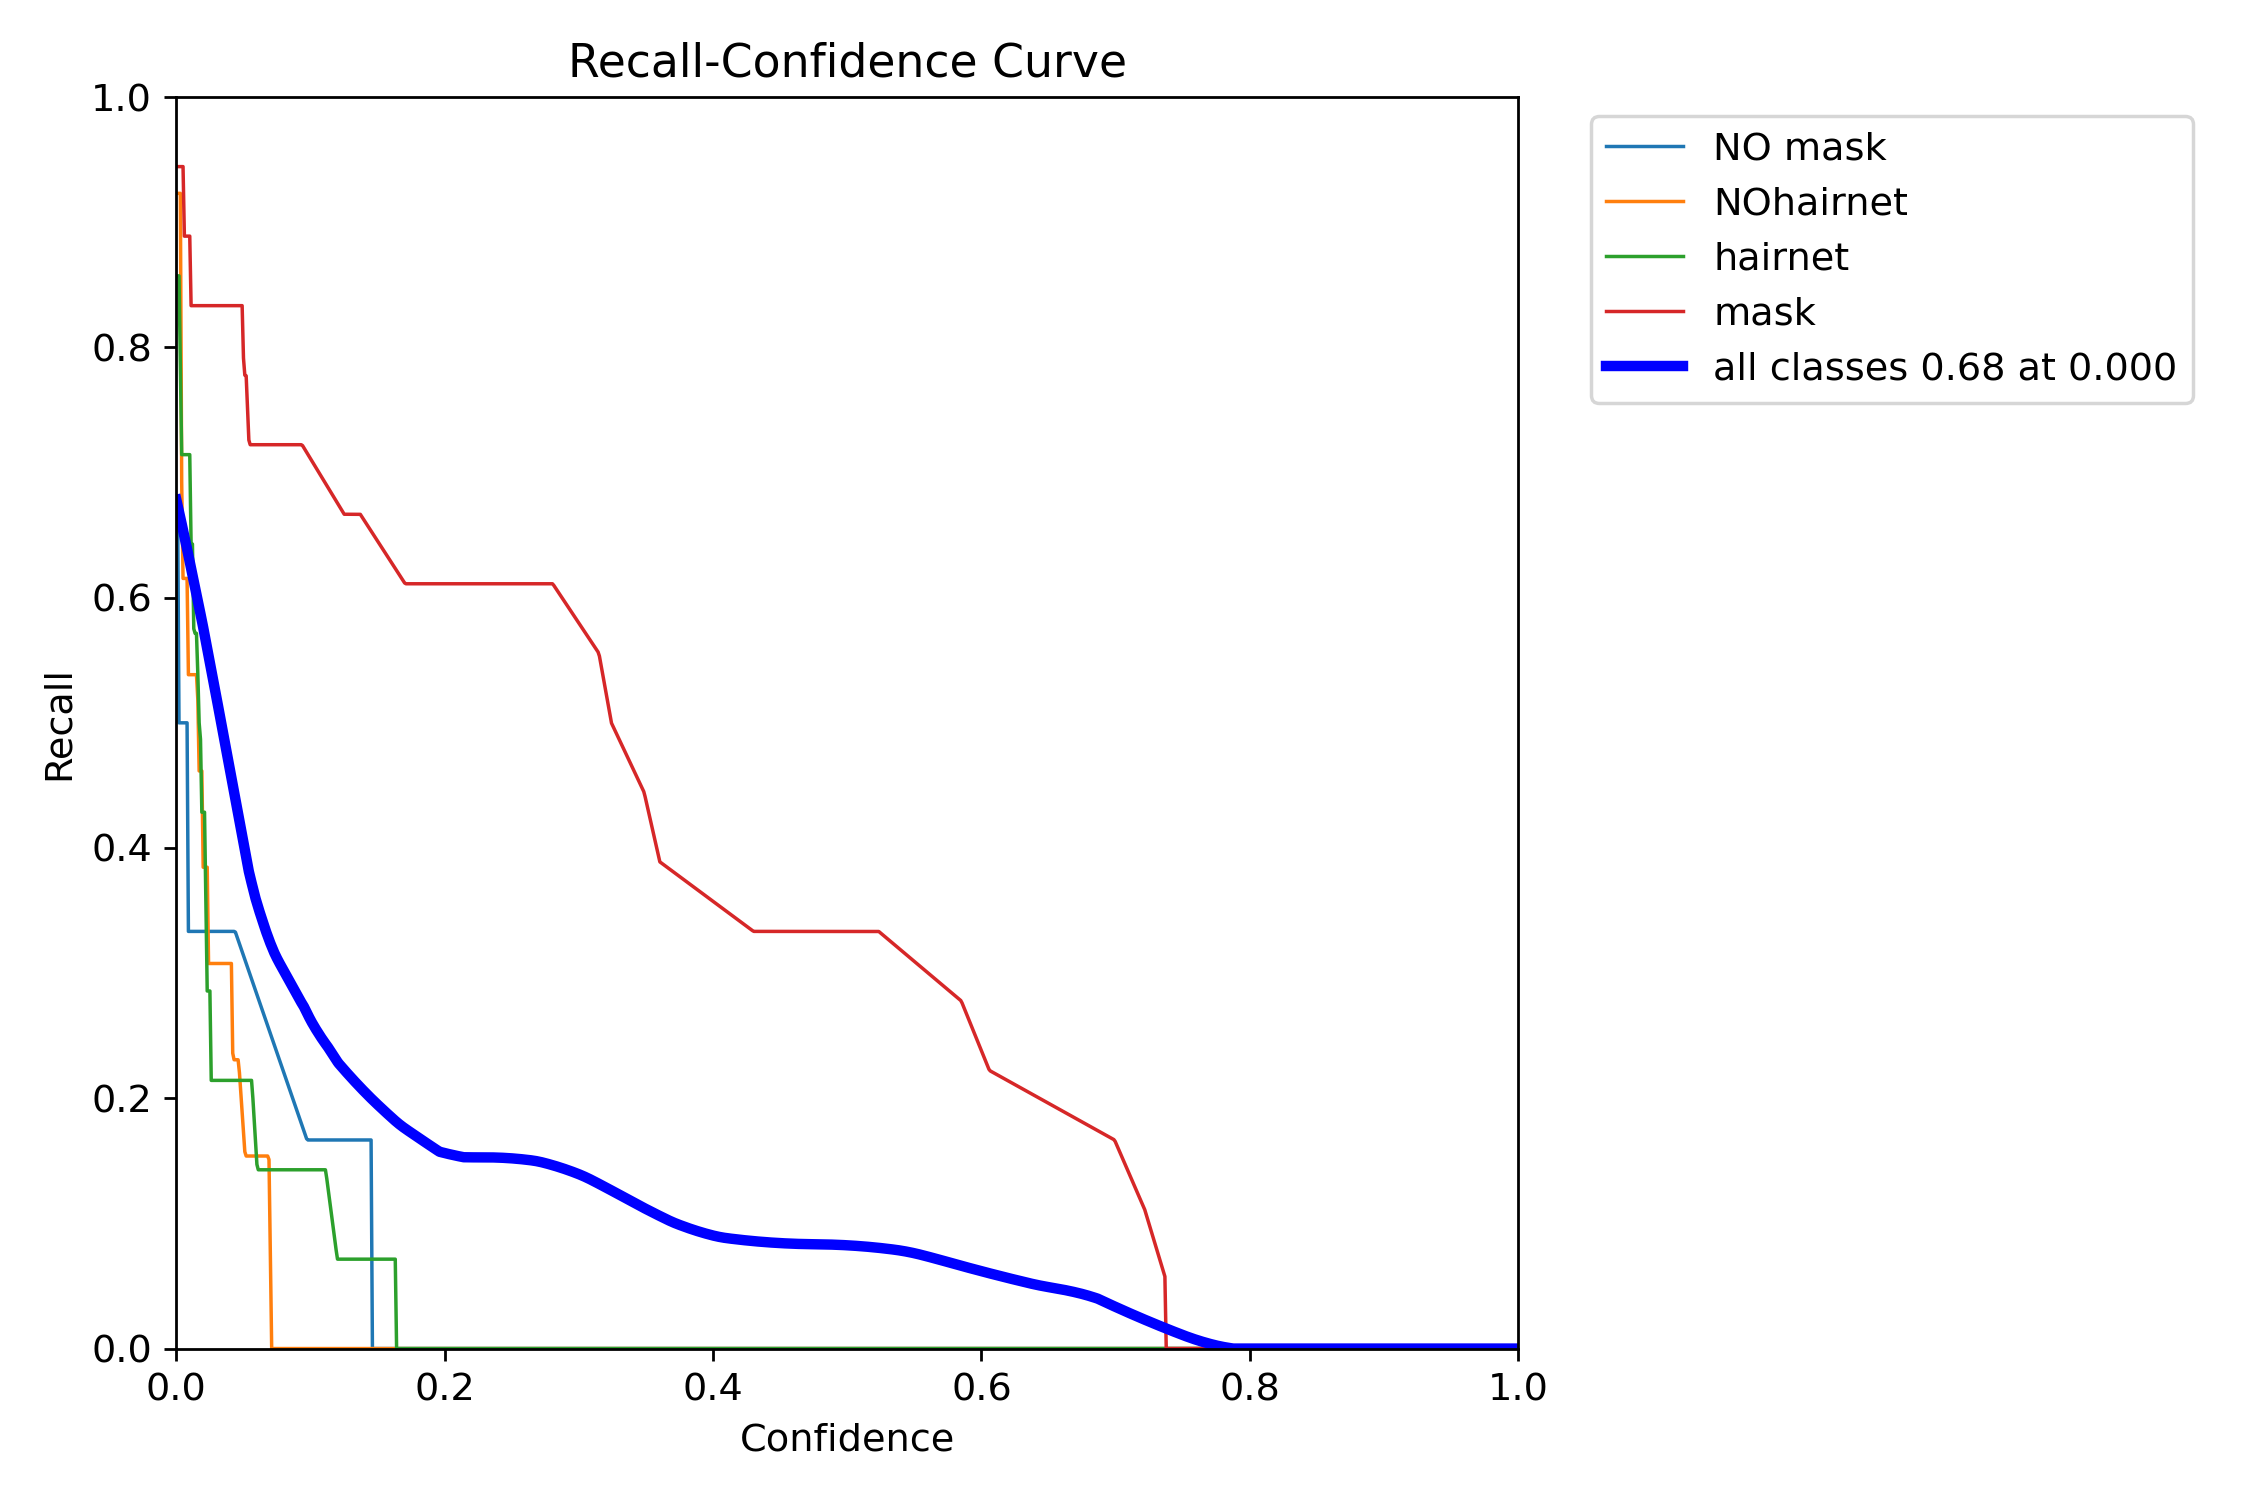 Recall-Confidence Curve
1.0
0.8
0.6
0.4
0.2
0.0
Recall
0.0 0.2 0.4 0.6 0.8 1.0
Confidence
NO mask
NOhairnet
hairnet
mask
all classes 0.68 at 0.000